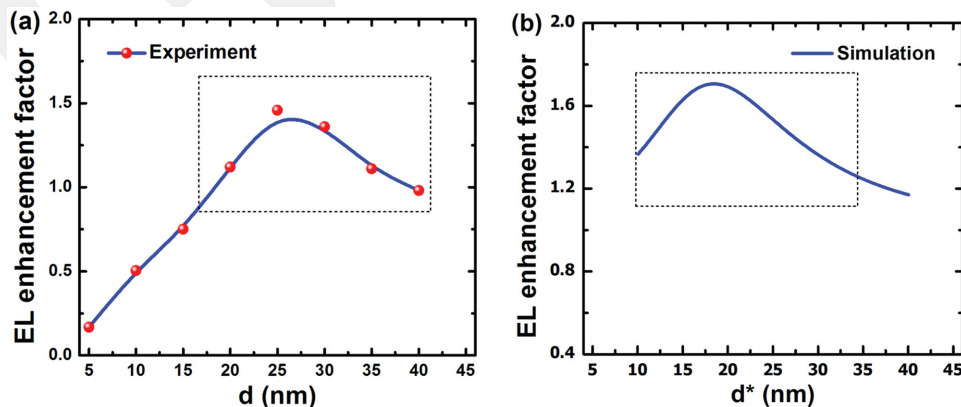 (a)
Experiment
EL enhancement factor
2.0
1.5
1.0
0.5
0.0
5 10 15 20 25 30 35 40 45
d (nm)
(b)
Simulation
EL enhancement factor
2.0
1.6
1.2
0.8
0.4
5 10 15 20 25 30 35 40 45
d* (nm)